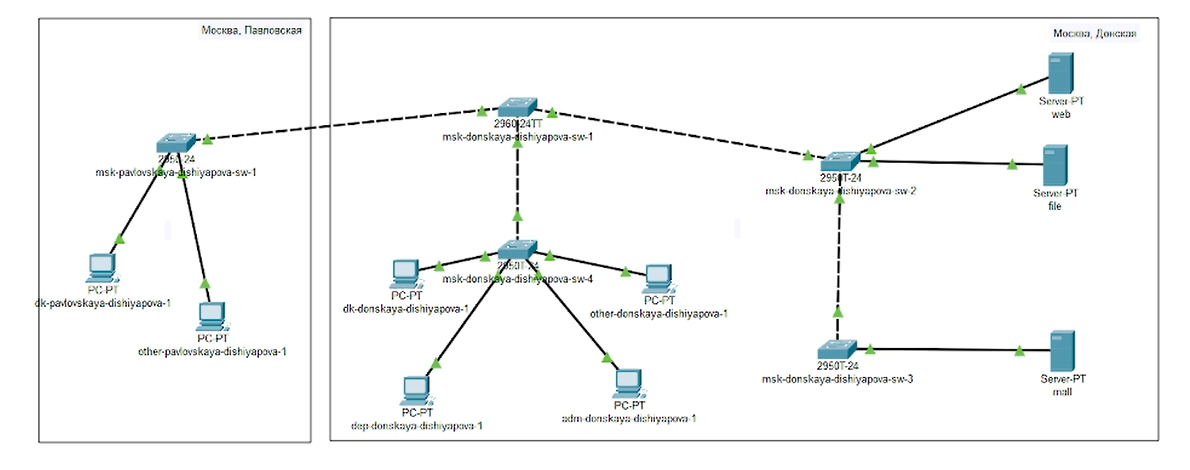 Москва, Павловская
Москва, Донская
Server-PT
web
2960-24TT
msk-donskaya-dishiyapova-sw-1
2950-24
msk-pavlovskaya-dishiyapova-sw-1
2950T-24
msk-donskaya-dishiyapova-sw-2
Server-PT
file
2950T-24
msk-donskaya-dishiyapova-sw-4
PC-PT
dk-pavlovskaya-dishiyapova-1
PC-PT
dk-donskaya-dishiyapova-1
PC-PT
other-donskaya-dishiyapova-1
PC-PT
other-pavlovskaya-dishiyapova-1
2950T-24
msk-donskaya-dishiyapova-sw-3
Server-PT
mail
PC-PT
dep-donskaya-dishiyapova-1
PC-PT
adm-donskaya-dishiyapova-1